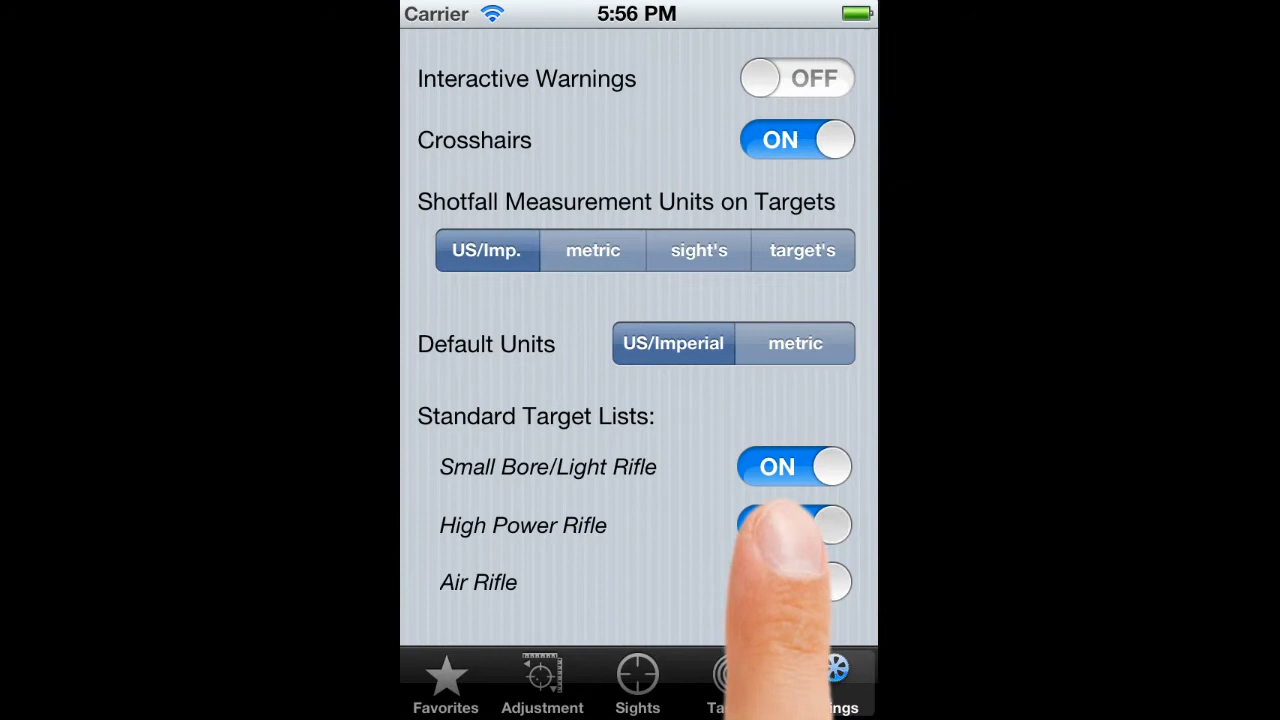 Carrier 5:56 PM
Interactive Warnings OFF
Crosshairs ON
Shotfall Measurement Units on Targets
US/Imp. metric sight's target's
Default Units US/Imperial metric
Standard Target Lists:
Small Bore/Light Rifle ON
High Power Rifle
Air Rifle
Favorites Adjustment Sights